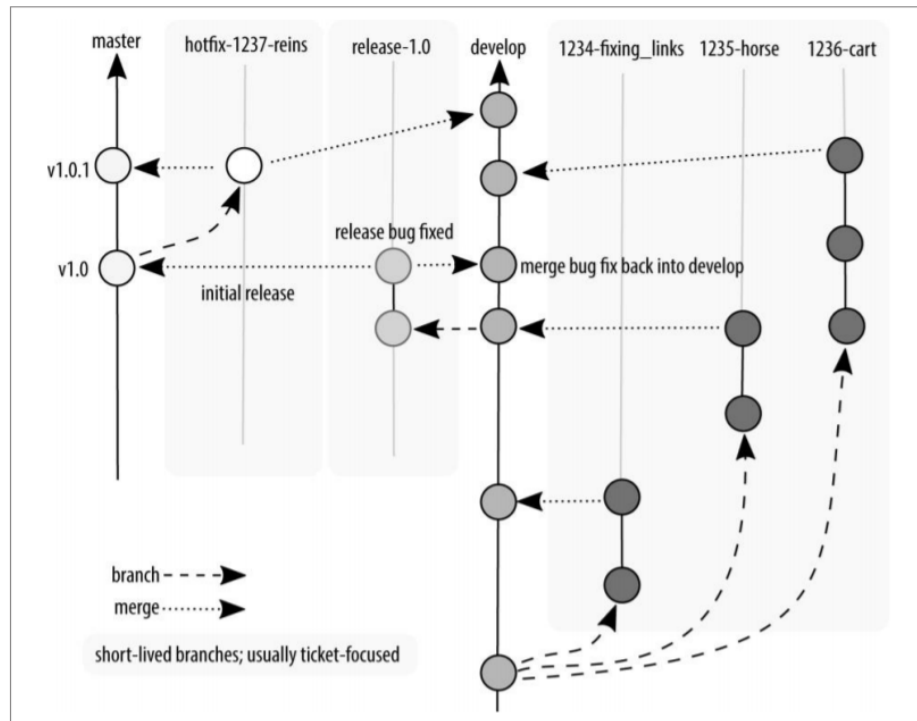 master
hotfix-1237-reins
release-1.0
develop
1234-fixing_links
1235-horse
1236-cart
v1.0.1
release bug fixed
v1.0
merge bug fix back into develop
initial release
branch
merge
short-lived branches; usually ticket-focused